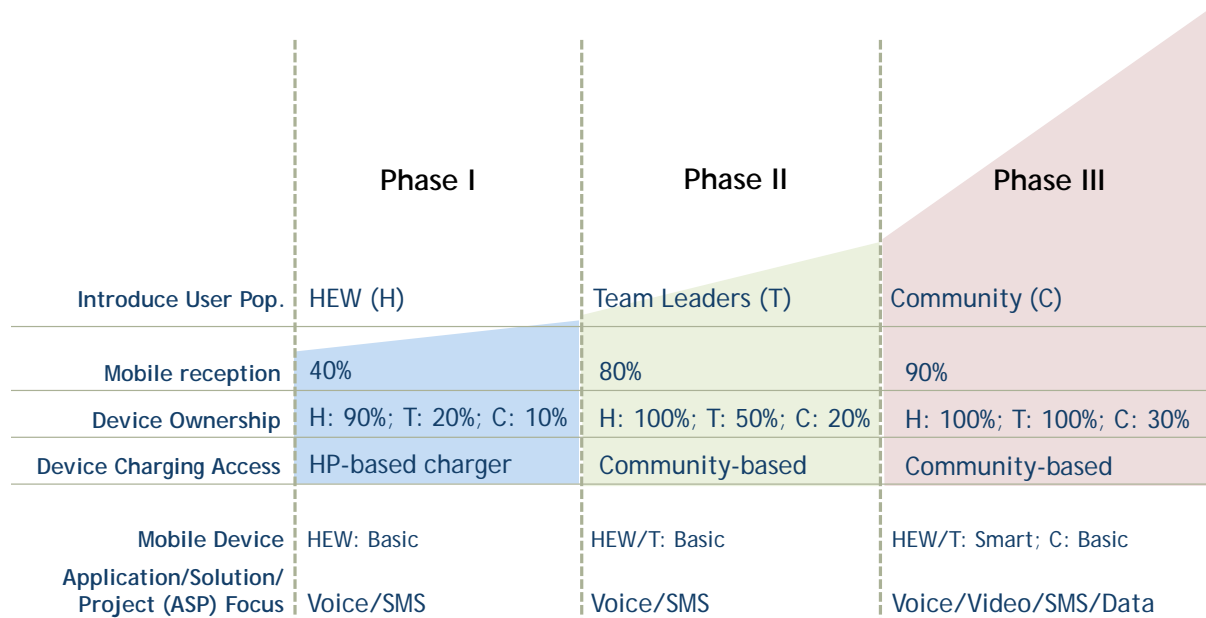 Phase I Phase II Phase III
Introduce User Pop. HEW (H) Team Leaders (T) Community (C)
Mobile reception 40% 80% 90%
Device Ownership H: 90%; T: 20%; C: 10% H: 100%; T: 50%; C: 20% H: 100%; T: 100%; C: 30%
Device Charging Access HP-based charger Community-based Community-based
Mobile Device HEW: Basic HEW/T: Basic HEW/T: Smart; C: Basic
Application/Solution/
Project (ASP) Focus Voice/SMS Voice/SMS Voice/Video/SMS/Data